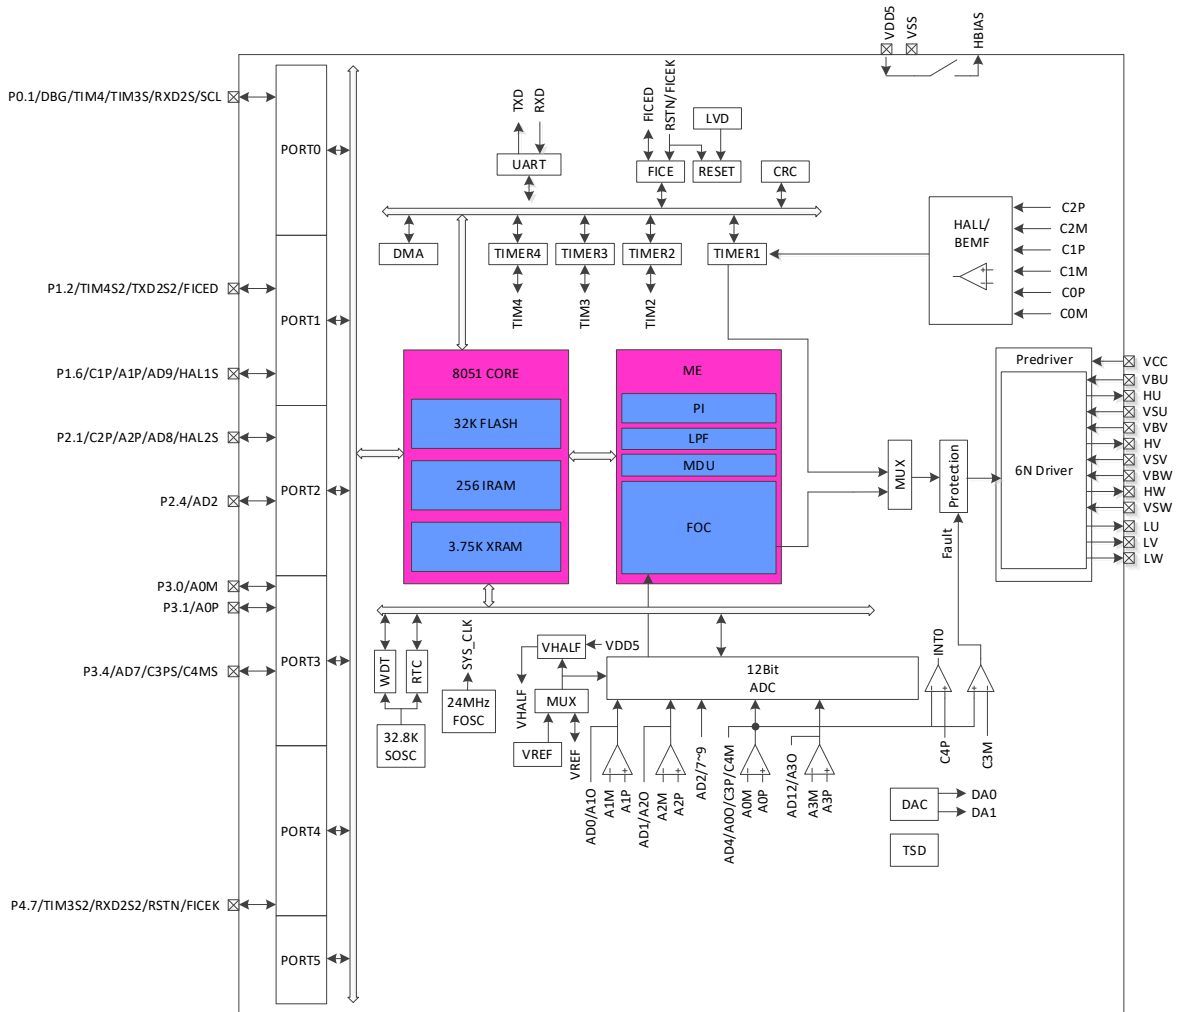 VDD5
VSS
HBIAS
P0.1/DBG/TIM4/TIM3S/RXD2S/SCL
P1.2/TIM4S2/TXD2S2/FICED
P1.6/C1P/A1P/AD9/HAL1S
P2.1/C2P/A2P/AD8/HAL2S
P2.4/AD2
P3.0/A0M
P3.1/A0P
P3.4/AD7/C3PS/C4MS
P4.7/TIM3S2/RXD2S2/RSTN/FICEK
PORT0
PORT1
PORT2
PORT3
PORT4
PORT5
TXD
RXD
UART
FICED
RSTN/FICEK
LVD
FICE
RESET
CRC
DMA
TIMER4
TIMER3
TIMER2
TIMER1
TIM4
TIM3
TIM2
HALL/
BEMF
C2P
C2M
C1P
C1M
C0P
C0M
8051 CORE
32K FLASH
256 IRAM
3.75K XRAM
ME
PI
LPF
MDU
FOC
MUX
Protection
Fault
Predriver
6N Driver
VCC
VBU
HU
VSU
VBV
HV
VSV
VBW
HW
VSW
LU
LV
LW
WDT
RTC
SYS_CLK
24MHz
FOSC
32.8K
SOSC
VHALF
VDD5
VHALF
MUX
VREF
VREF
12Bit
ADC
AD0/A1O
A1M
A1P
AD1/A2O
A2M
A2P
AD2/7~9
AD4/A0O/C3P/C4M
A0M
A0P
AD12/A3O
A3M
A3P
INT0
C4P
C3M
DAC
DA0
DA1
TSD